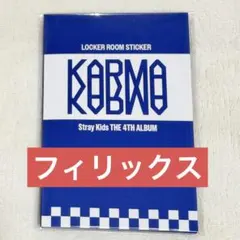 LOCKER ROOM STICKER
KARMA
Stray Kids THE 4TH ALBUM
フィリックス